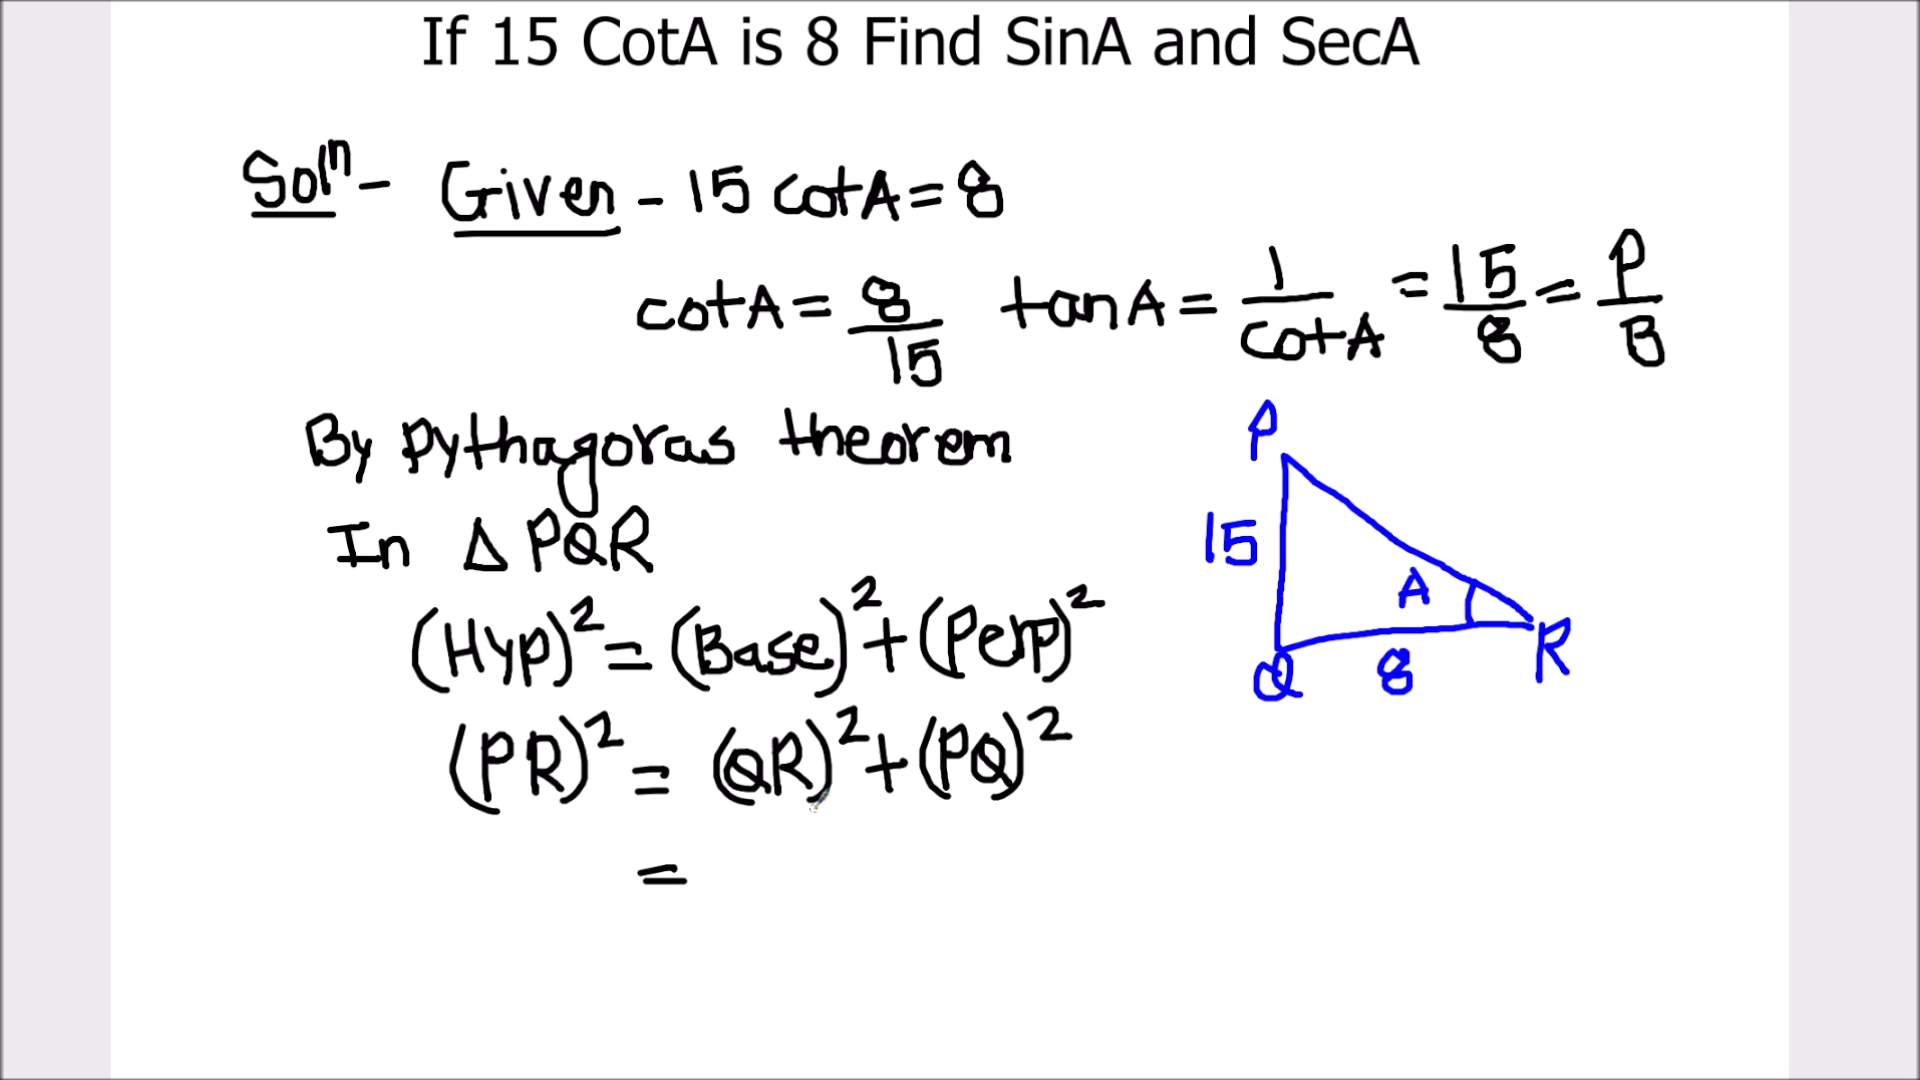 If 15 CotA is 8 Find SinA and SecA
Solⁿ - Given - 15 cotA = 8
cotA = 8/15 tanA = 1/cotA = 15/8 = P/B
By Pythagoras theorem
In Δ PQR
(Hyp)² = (Base)² + (Perp)²
(PR)² = (QR)² + (PQ)²
=
P
15
A
Q 8 R